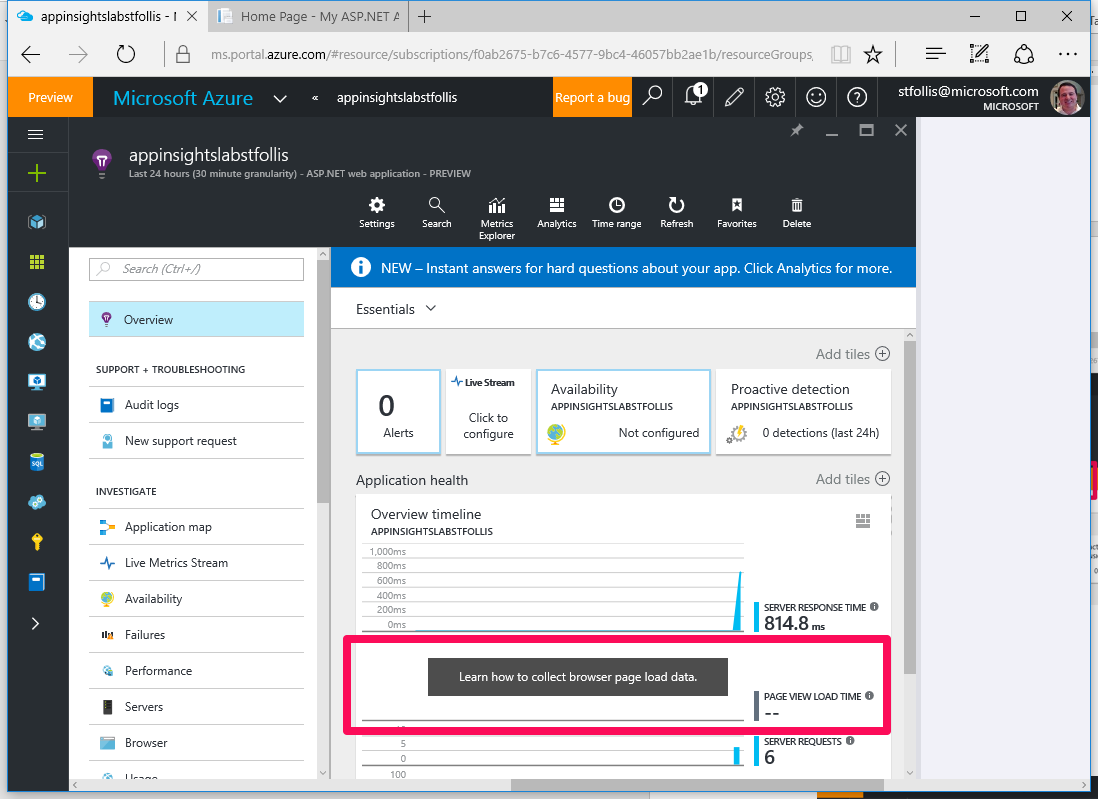 appinsightslabstfollis - M
Home Page - My ASP.NET A
ms.portal.azure.com/#resource/subscriptions/f0ab2675-b7c6-4577-9bc4-46057bb2ae1b/resourceGroups/
Preview
Microsoft Azure
«
appinsightslabstfollis
Report a bug
1
stfollis@microsoft.com
MICROSOFT
appinsightslabstfollis
Last 24 hours (30 minute granularity) - ASP.NET web application - PREVIEW
Settings
Search
Metrics
Explorer
Analytics
Time range
Refresh
Favorites
Delete
Search (Ctrl+/)
Overview
SUPPORT + TROUBLESHOOTING
Audit logs
New support request
INVESTIGATE
Application map
Live Metrics Stream
Availability
Failures
Performance
Servers
Browser
Usage
NEW – Instant answers for hard questions about your app. Click Analytics for more.
Essentials
Add tiles
0
Alerts
Live Stream
Click to
configure
Availability
APPINSIGHTSLABSTFOLLIS
Not configured
Proactive detection
APPINSIGHTSLABSTFOLLIS
0 detections (last 24h)
Application health
Add tiles
Overview timeline
APPINSIGHTSLABSTFOLLIS
1,000ms
800ms
600ms
400ms
200ms
0ms
SERVER RESPONSE TIME
814.8 ms
Learn how to collect browser page load data.
PAGE VIEW LOAD TIME
--
5
0
SERVER REQUESTS
6
100